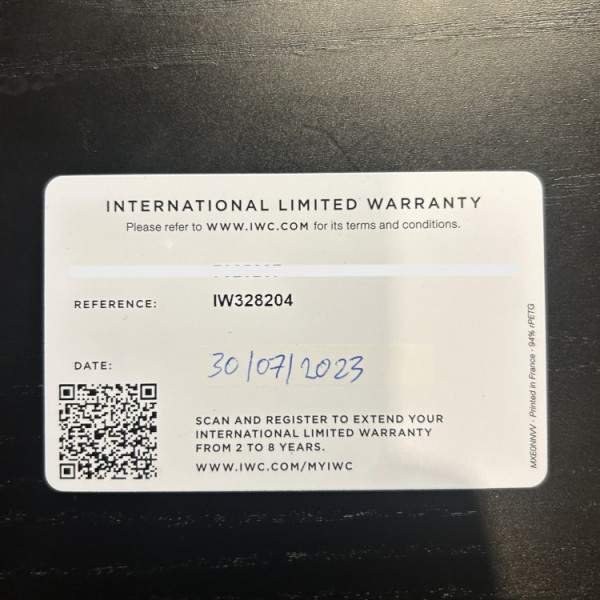 INTERNATIONAL LIMITED WARRANTY
Please refer to WWW.IWC.COM for its terms and conditions.
REFERENCE: IW328204
DATE: 30/07/2023
SCAN AND REGISTER TO EXTEND YOUR
INTERNATIONAL LIMITED WARRANTY
FROM 2 TO 8 YEARS.
WWW.IWC.COM/MYIWC
MXE0NNVV - Printed in France - 94% rPETG